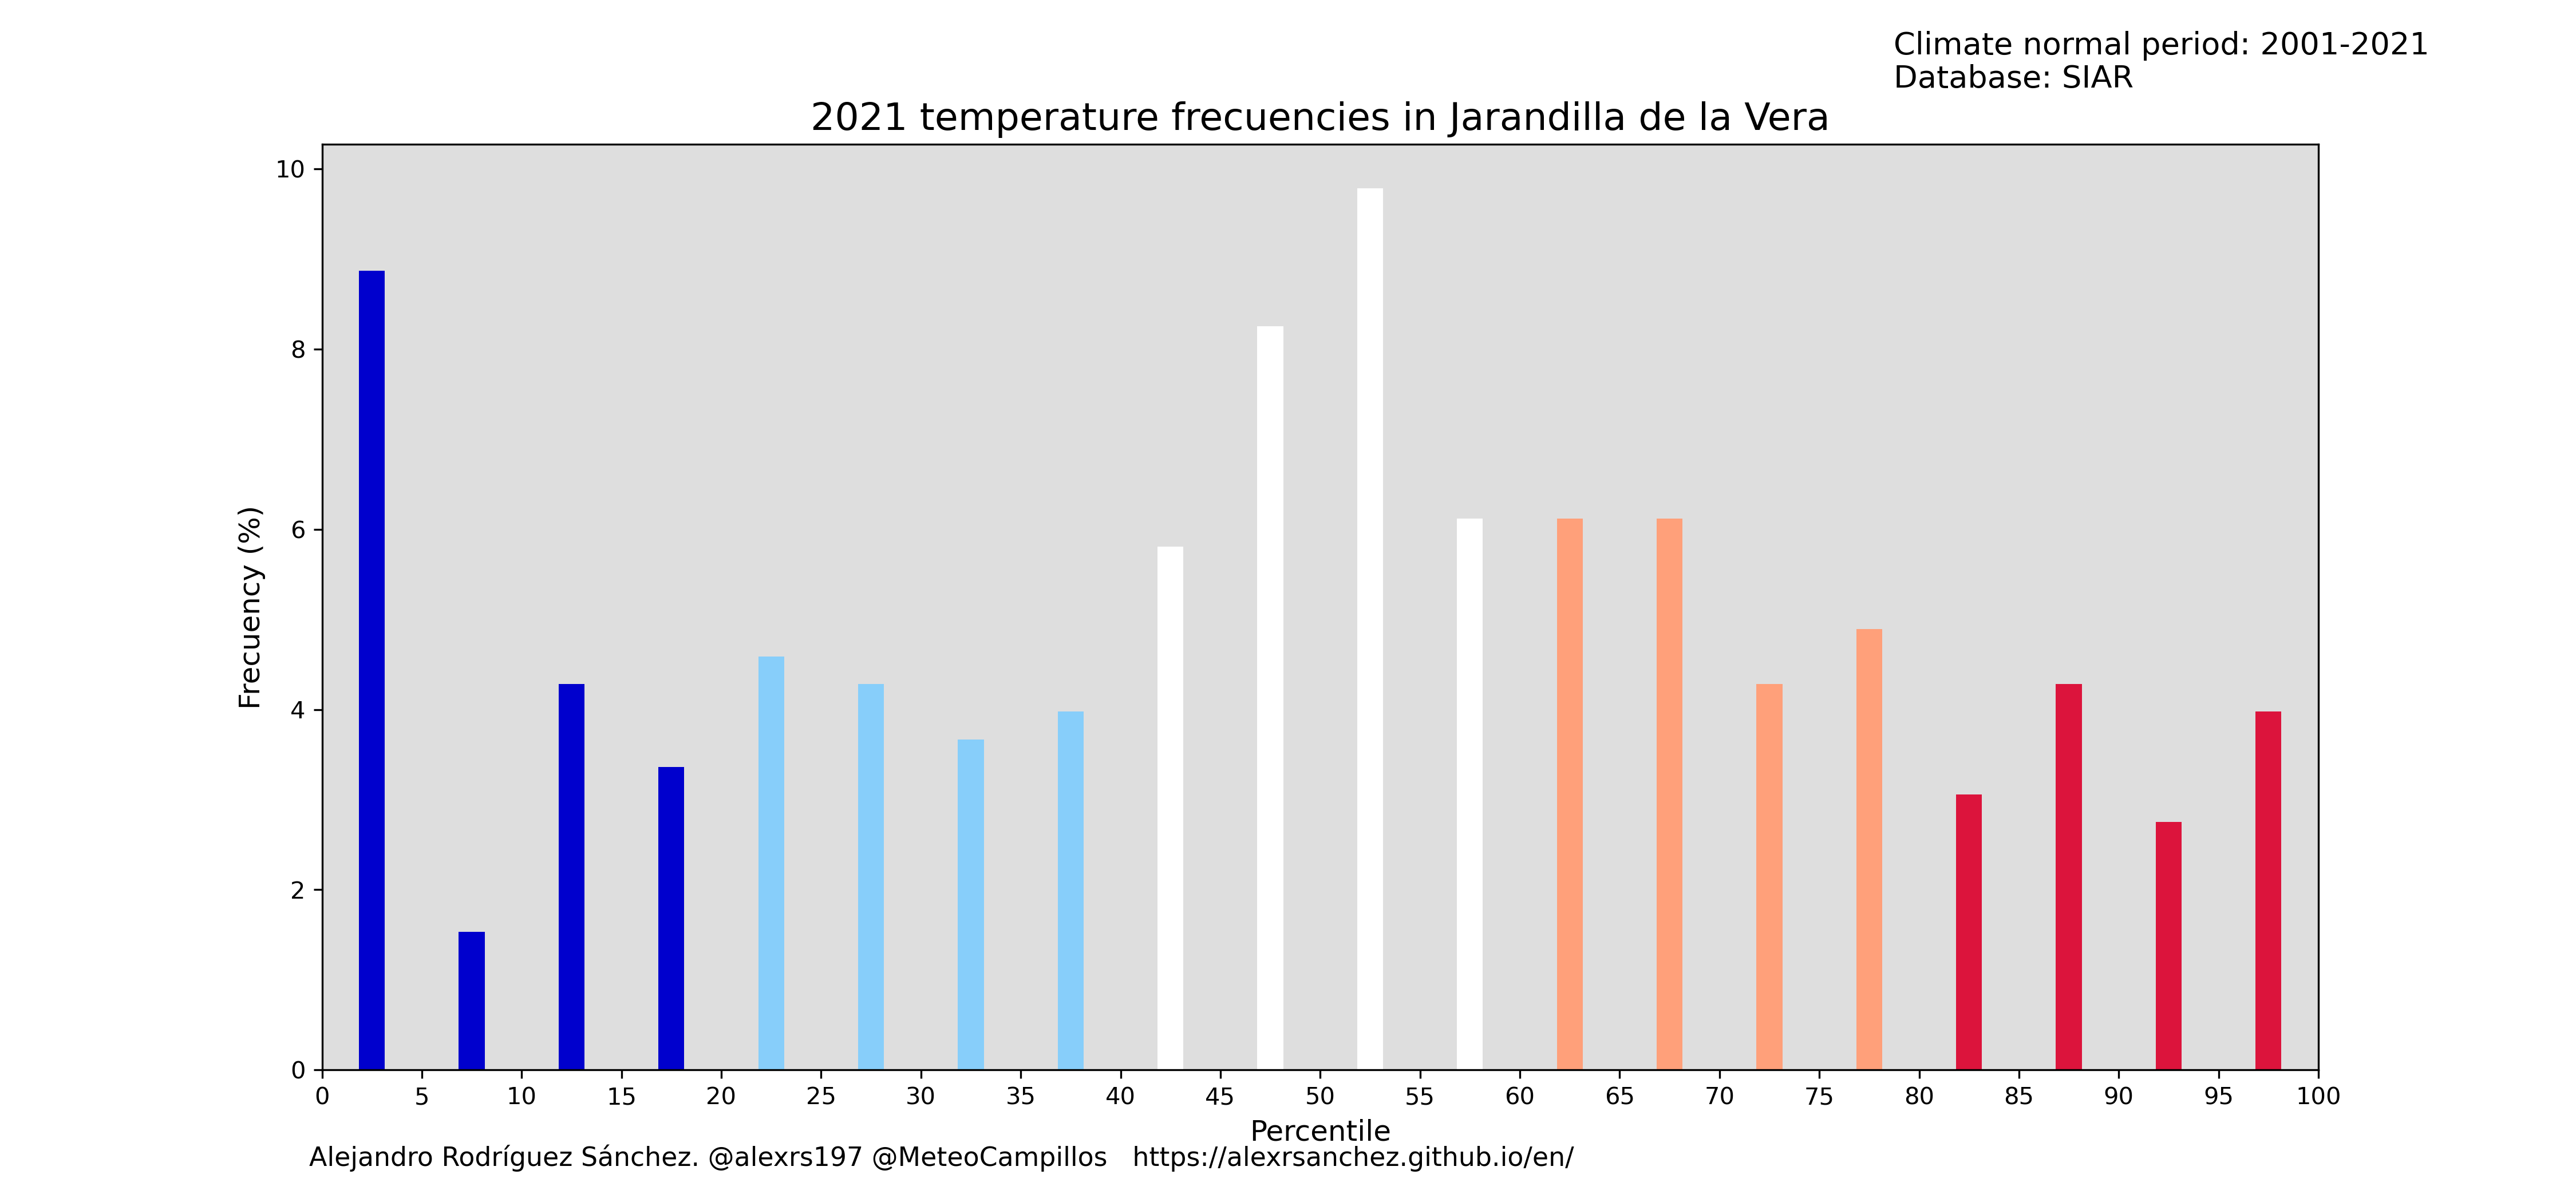 Climate normal period: 2001-2021
Database: SIAR
2021 temperature frecuencies in Jarandilla de la Vera
10
8
6
4
2
0
Frecuency (%)
0 5 10 15 20 25 30 35 40 45 50 55 60 65 70 75 80 85 90 95 100
Percentile
Alejandro Rodríguez Sánchez. @alexrs197 @MeteoCampillos https://alexrsanchez.github.io/en/